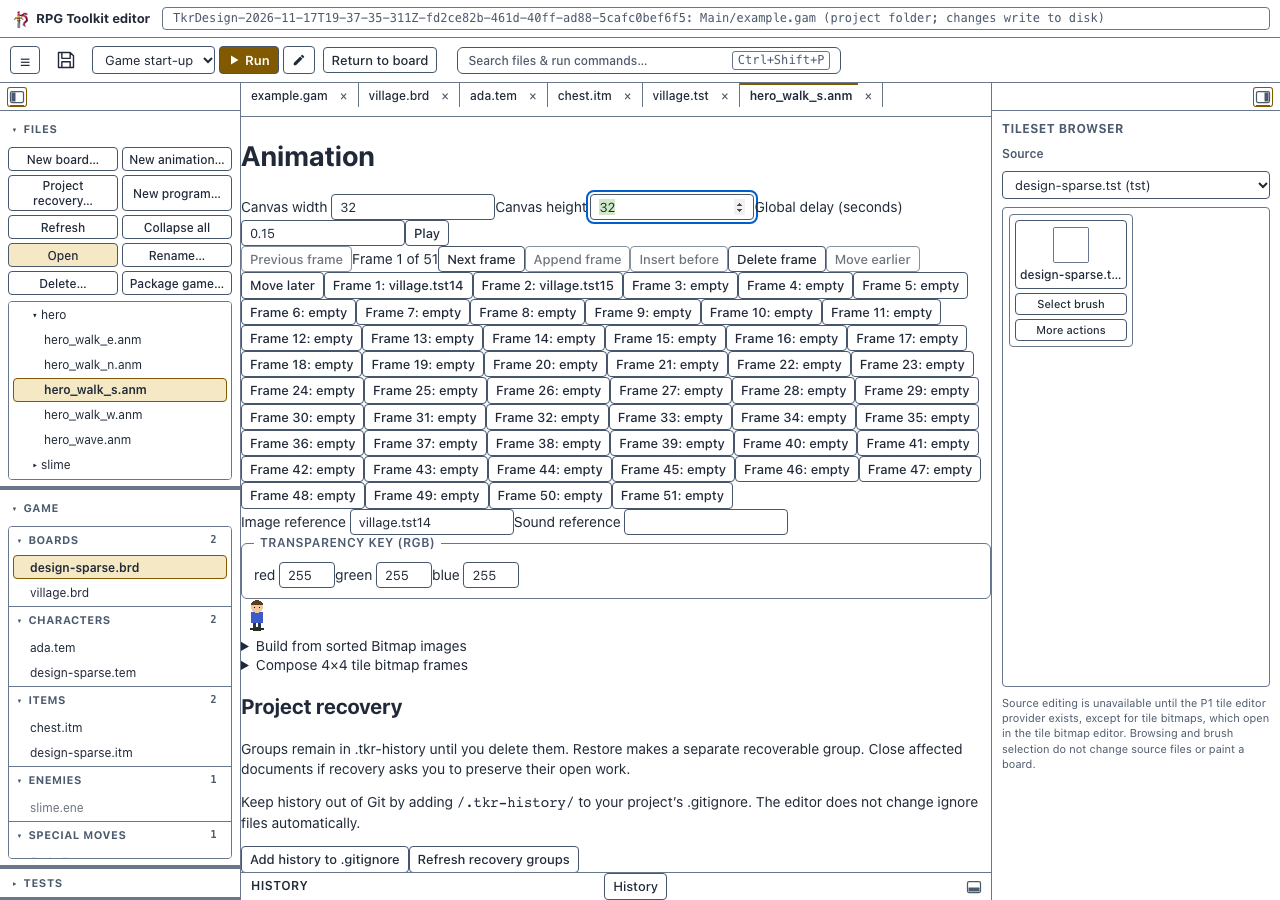 RPG Toolkit editor
TkrDesign-2026-11-17T19-37-35-311Z-fd2ce82b-461d-40ff-ad88-5cafc0bef6f5: Main/example.gam (project folder; changes write to disk)
Game start-up
Run
Return to board
Search files & run commands...
Ctrl+Shift+P
example.gam ×
village.brd ×
ada.tem ×
chest.itm ×
village.tst ×
hero_walk_s.anm ×
FILES
New board...
New animation...
Project recovery...
New program...
Refresh
Collapse all
Open
Rename...
Delete...
Package game...
hero
hero_walk_e.anm
hero_walk_n.anm
hero_walk_s.anm
hero_walk_w.anm
hero_wave.anm
slime
GAME
BOARDS 2
design-sparse.brd
village.brd
CHARACTERS 2
ada.tem
design-sparse.tem
ITEMS 2
chest.itm
design-sparse.itm
ENEMIES 1
slime.ene
SPECIAL MOVES 1
TESTS
Animation
Canvas width 32 Canvas height 32 Global delay (seconds)
0.15 Play
Previous frame Frame 1 of 51 Next frame Append frame Insert before Delete frame Move earlier
Move later Frame 1: village.tst14 Frame 2: village.tst15 Frame 3: empty Frame 4: empty Frame 5: empty
Frame 6: empty Frame 7: empty Frame 8: empty Frame 9: empty Frame 10: empty Frame 11: empty
Frame 12: empty Frame 13: empty Frame 14: empty Frame 15: empty Frame 16: empty Frame 17: empty
Frame 18: empty Frame 19: empty Frame 20: empty Frame 21: empty Frame 22: empty Frame 23: empty
Frame 24: empty Frame 25: empty Frame 26: empty Frame 27: empty Frame 28: empty Frame 29: empty
Frame 30: empty Frame 31: empty Frame 32: empty Frame 33: empty Frame 34: empty Frame 35: empty
Frame 36: empty Frame 37: empty Frame 38: empty Frame 39: empty Frame 40: empty Frame 41: empty
Frame 42: empty Frame 43: empty Frame 44: empty Frame 45: empty Frame 46: empty Frame 47: empty
Frame 48: empty Frame 49: empty Frame 50: empty Frame 51: empty
Image reference village.tst14 Sound reference
TRANSPARENCY KEY (RGB)
red 255 green 255 blue 255
Build from sorted Bitmap images
Compose 4×4 tile bitmap frames
Project recovery
Groups remain in .tkr-history until you delete them. Restore makes a separate recoverable group. Close affected
documents if recovery asks you to preserve their open work.
Keep history out of Git by adding /.tkr-history/ to your project's .gitignore. The editor does not change ignore
files automatically.
Add history to .gitignore Refresh recovery groups
HISTORY
History
TILESET BROWSER
Source
design-sparse.tst (tst)
design-sparse.t...
Select brush
More actions
Source editing is unavailable until the P1 tile editor
provider exists, except for tile bitmaps, which open
in the tile bitmap editor. Browsing and brush
selection do not change source files or paint a
board.